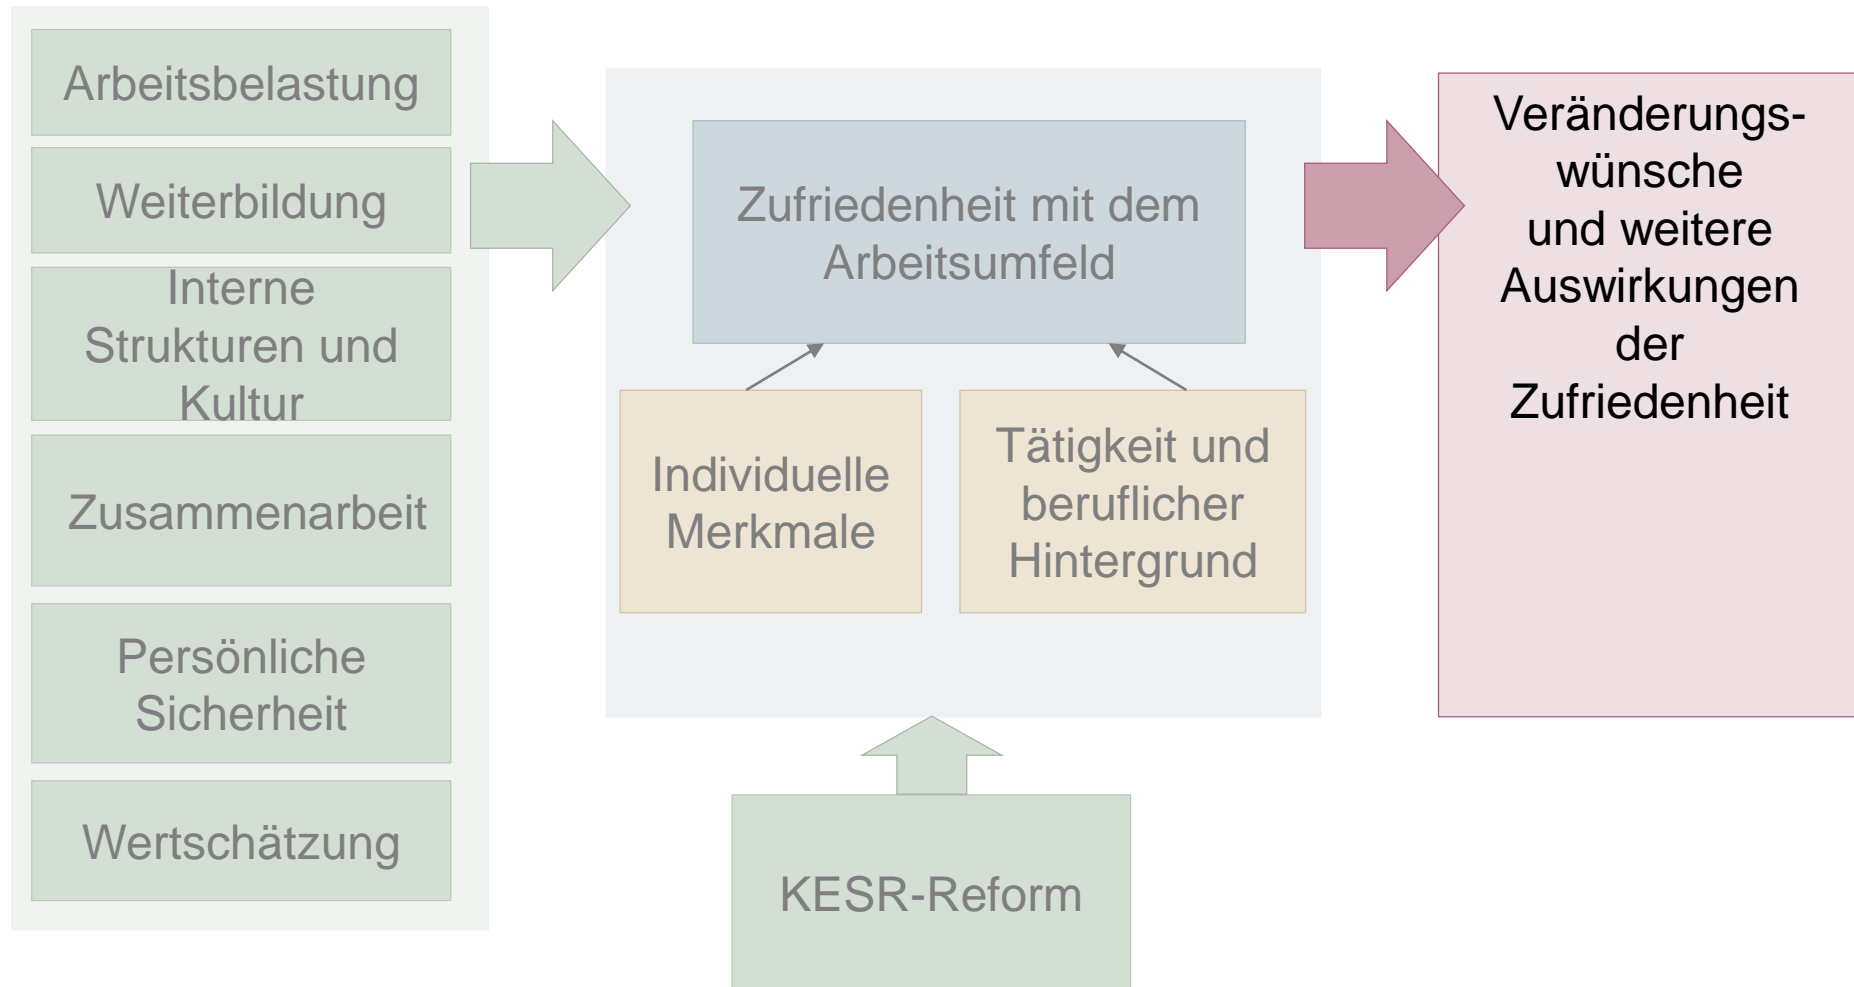 Arbeitsbelastung
Weiterbildung
Interne
Strukturen und
Kultur
Zusammenarbeit
Persönliche
Sicherheit
Wertschätzung
Zufriedenheit mit dem
Arbeitsumfeld
Individuelle
Merkmale
Tätigkeit und
beruflicher
Hintergrund
KESR-Reform
Veränderungs-
wünsche
und weitere
Auswirkungen
der
Zufriedenheit